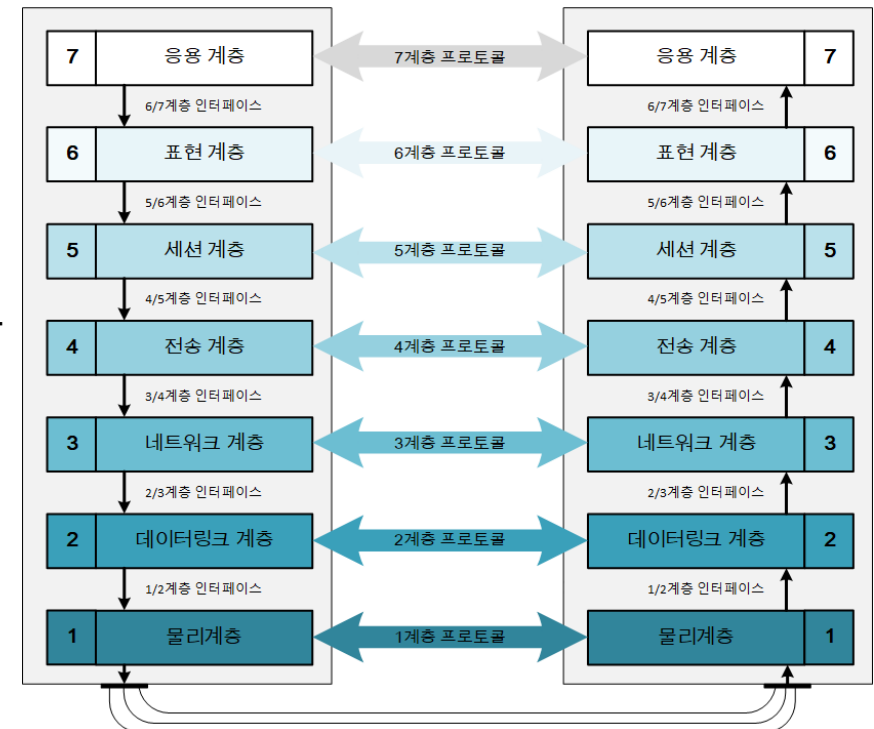 7 응용 계층 7계층 프로토콜 응용 계층 7
6/7계층 인터페이스 6/7계층 인터페이스
6 표현 계층 6계층 프로토콜 표현 계층 6
5/6계층 인터페이스 5/6계층 인터페이스
5 세션 계층 5계층 프로토콜 세션 계층 5
4/5계층 인터페이스 4/5계층 인터페이스
4 전송 계층 4계층 프로토콜 전송 계층 4
3/4계층 인터페이스 3/4계층 인터페이스
3 네트워크 계층 3계층 프로토콜 네트워크 계층 3
2/3계층 인터페이스 2/3계층 인터페이스
2 데이터링크 계층 2계층 프로토콜 데이터링크 계층 2
1/2계층 인터페이스 1/2계층 인터페이스
1 물리계층 1계층 프로토콜 물리계층 1